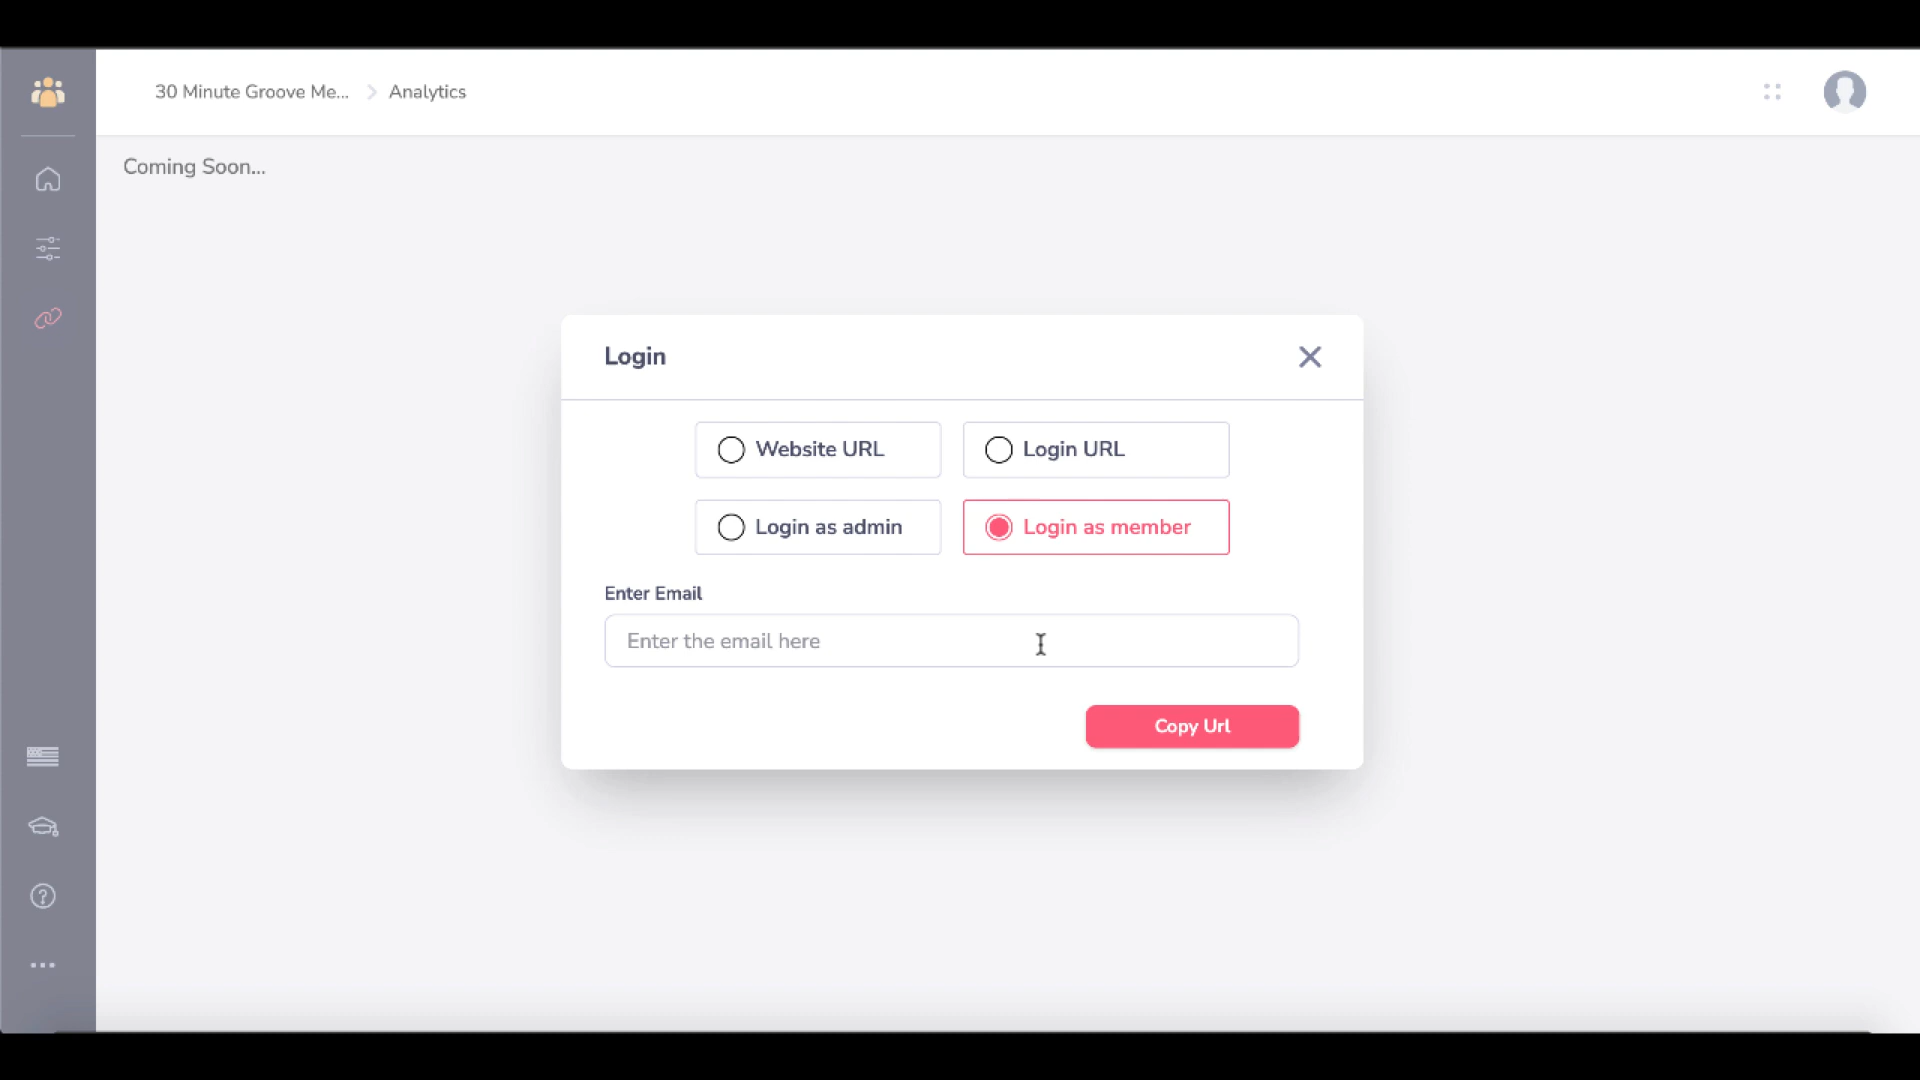 30 Minute Groove Me... > Analytics
Coming Soon...
Login
Website URL
Login URL
Login as admin
Login as member
Enter Email
Enter the email here
Copy Url